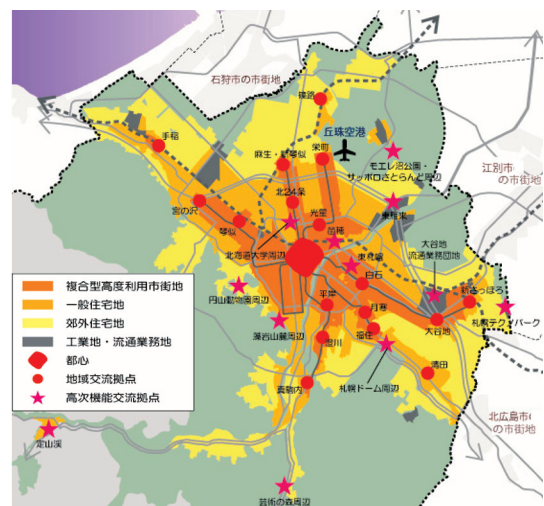 石狩市の市街地
篠路
丘珠空港
手稲
麻生・新琴似
栄町
モエレ沼公園・
サッポロさとらんど周辺
江別市
の市街地
北24条
宮の沢
光星
東雁来
琴似
苗穂
大谷地
流通業務団地
北海道大学周辺
東札幌
白石
新さっぽろ
複合型高度利用市街地
一般住宅地
郊外住宅地
工業地・流通業務地
都心
地域交流拠点
高次機能交流拠点
円山動物園周辺
平岸
月寒
札幌テクノパーク
藻岩山麓周辺
福住
大谷地
澄川
札幌ドーム周辺
清田
真駒内
北広島市
の市街地
定山渓
芸術の森周辺